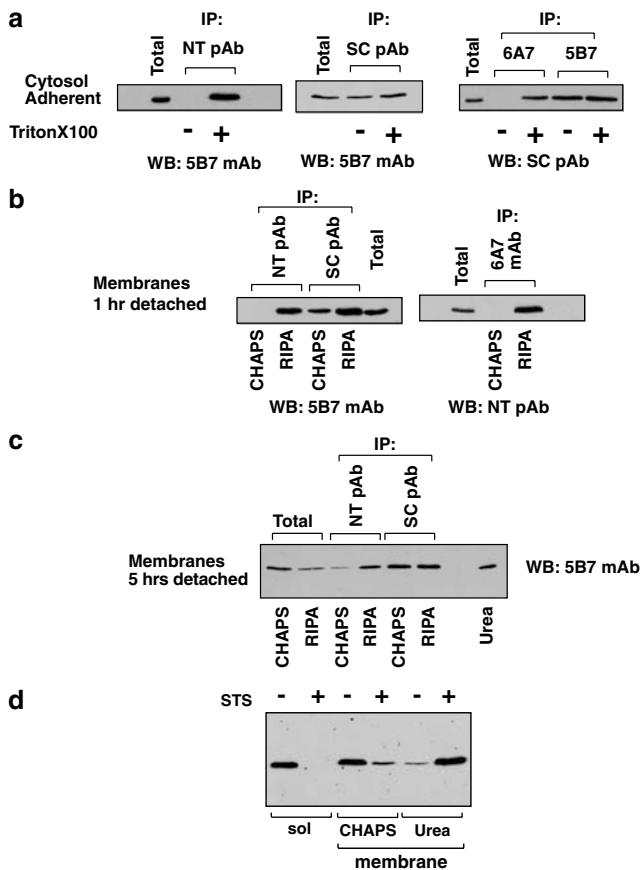 a
IP:
IP:
IP:
Total
NT pAb
Total
SC pAb
Total
6A7
5B7
Cytosol
Adherent
TritonX100
- +
- +
- + - +
WB: 5B7 mAb
WB: 5B7 mAb
WB: SC pAb
b
IP:
NT pAb
SC pAb
Total
IP:
Total
6A7
mAb
Membranes
1 hr detached
CHAPS
RIPA
CHAPS
RIPA
CHAPS
RIPA
WB: 5B7 mAb
WB: NT pAb
c
IP:
NT pAb
SC pAb
Total
Membranes
5 hrs detached
WB: 5B7 mAb
CHAPS
RIPA
CHAPS
RIPA
CHAPS
RIPA
Urea
d
STS - + - + - +
sol
CHAPS
Urea
membrane